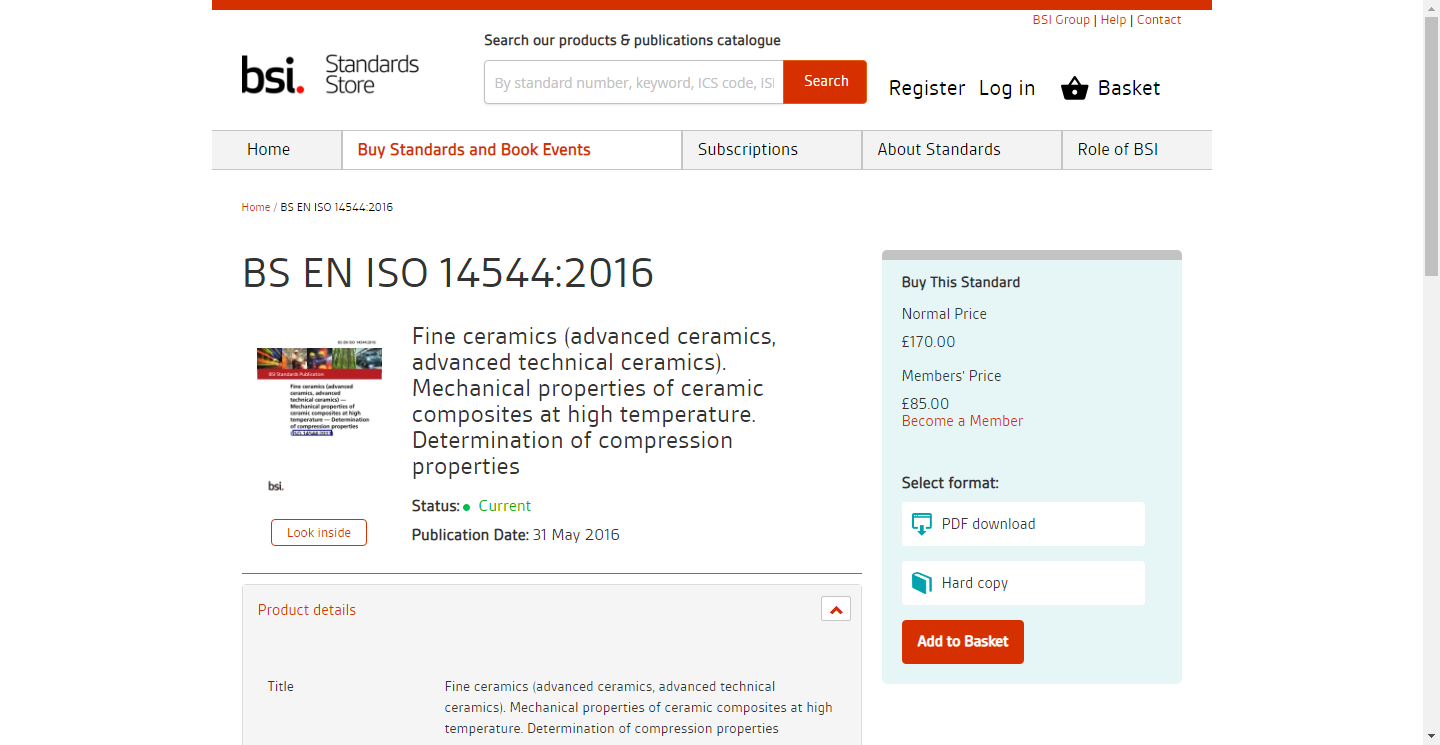 BSI Group | Help | Contact
Search our products & publications catalogue
bsi. Standards Store
By standard number, keyword, ICS code, ISI
Search
Register Log in Basket
Home
Buy Standards and Book Events
Subscriptions
About Standards
Role of BSI
Home / BS EN ISO 14544:2016
BS EN ISO 14544:2016
BS EN ISO 14544:2016
BSI Standards Publication
Fine ceramics (advanced
ceramics, advanced
technical ceramics) —
Mechanical properties of
ceramic composites at high
temperature — Determination
of compression properties
bsi.
Look inside
Fine ceramics (advanced ceramics,
advanced technical ceramics).
Mechanical properties of ceramic
composites at high temperature.
Determination of compression
properties
Status: Current
Publication Date: 31 May 2016
Buy This Standard
Normal Price
£170.00
Members' Price
£85.00
Become a Member
Select format:
PDF download
Hard copy
Add to Basket
Product details
Title
Fine ceramics (advanced ceramics, advanced technical
ceramics). Mechanical properties of ceramic composites at high
temperature. Determination of compression properties